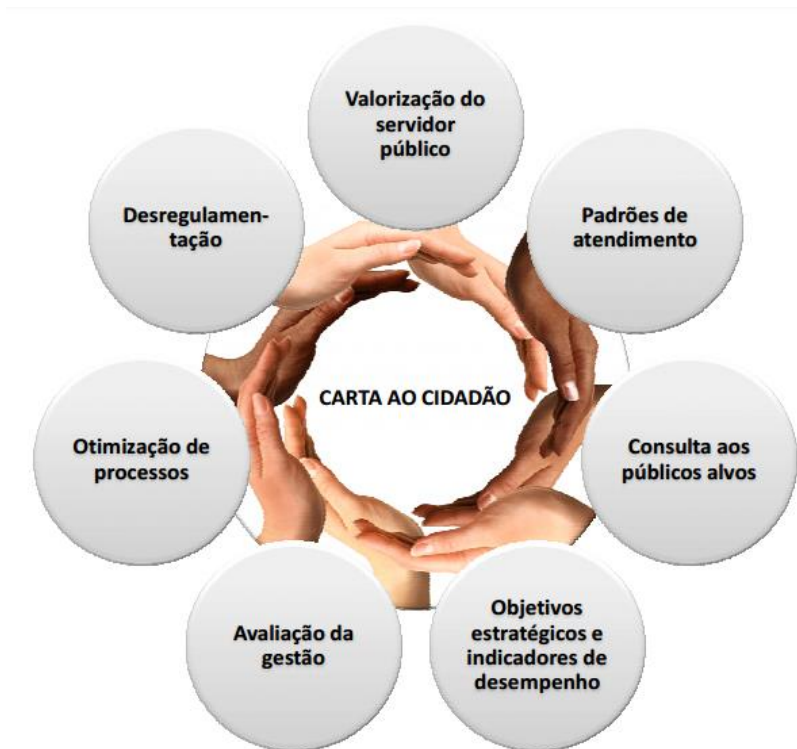 Valorização do
servidor
público
Padrões de
atendimento
Consulta aos
públicos alvos
Objetivos
estratégicos e
indicadores de
desempenho
Avaliação da
gestão
Otimização de
processos
Desregulamen-
tação
CARTA AO CIDADÃO